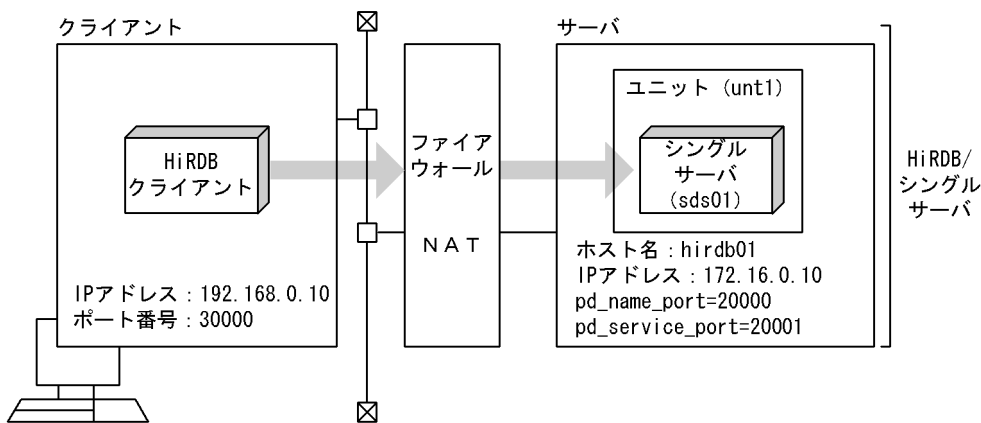 クライアント
HiRDB
クライアント
IPアドレス：192.168.0.10
ポート番号：30000
ファイア
ウォール
ＮＡＴ
サーバ
ユニット（unt1）
シングル
サーバ
（sds01）
ホスト名：hirdb01
IPアドレス：172.16.0.10
pd_name_port=20000
pd_service_port=20001
HiRDB/
シングル
サーバ